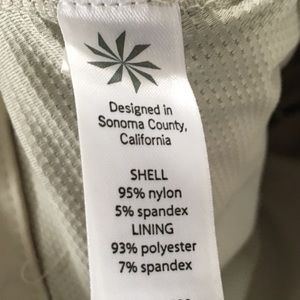 Designed in
Sonoma County,
California
SHELL
95% nylon
5% spandex
LINING
93% polyester
7% spandex